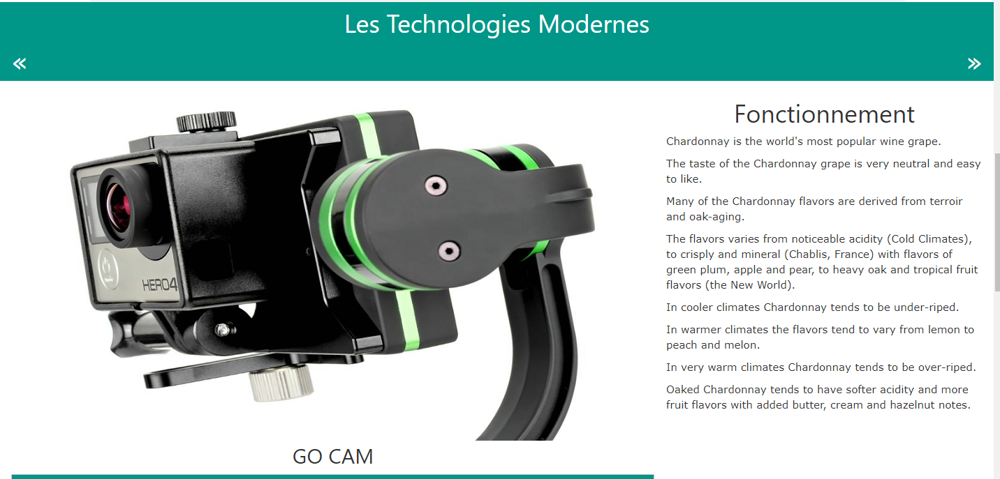 Les Technologies Modernes
« »
Fonctionnement
Chardonnay is the world's most popular wine grape.
The taste of the Chardonnay grape is very neutral and easy
to like.
Many of the Chardonnay flavors are derived from terroir
and oak-aging.
The flavors varies from noticeable acidity (Cold Climates),
to crisply and mineral (Chablis, France) with flavors of
green plum, apple and pear, to heavy oak and tropical fruit
flavors (the New World).
In cooler climates Chardonnay tends to be under-riped.
In warmer climates the flavors tend to vary from lemon to
peach and melon.
In very warm climates Chardonnay tends to be over-riped.
Oaked Chardonnay tends to have softer acidity and more
fruit flavors with added butter, cream and hazelnut notes.
HERO4
GO CAM